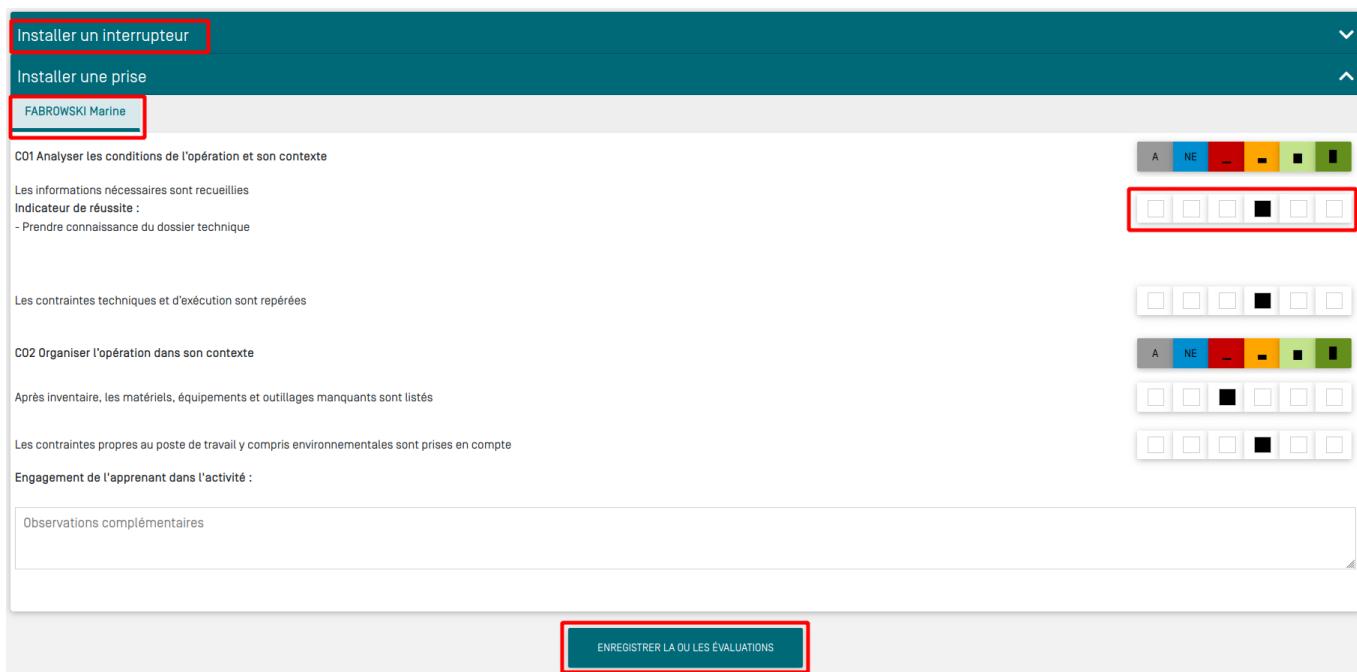 Installer un interrupteur
Installer une prise
FABROWSKI Marine
C01 Analyser les conditions de l'opération et son contexte
A NE
Les informations nécessaires sont recueillies
Indicateur de réussite :
- Prendre connaissance du dossier technique
Les contraintes techniques et d'exécution sont repérées
C02 Organiser l'opération dans son contexte
A NE
Après inventaire, les matériels, équipements et outillages manquants sont listés
Les contraintes propres au poste de travail y compris environnementales sont prises en compte
Engagement de l'apprenant dans l'activité :
Observations complémentaires
ENREGISTRER LA OU LES ÉVALUATIONS